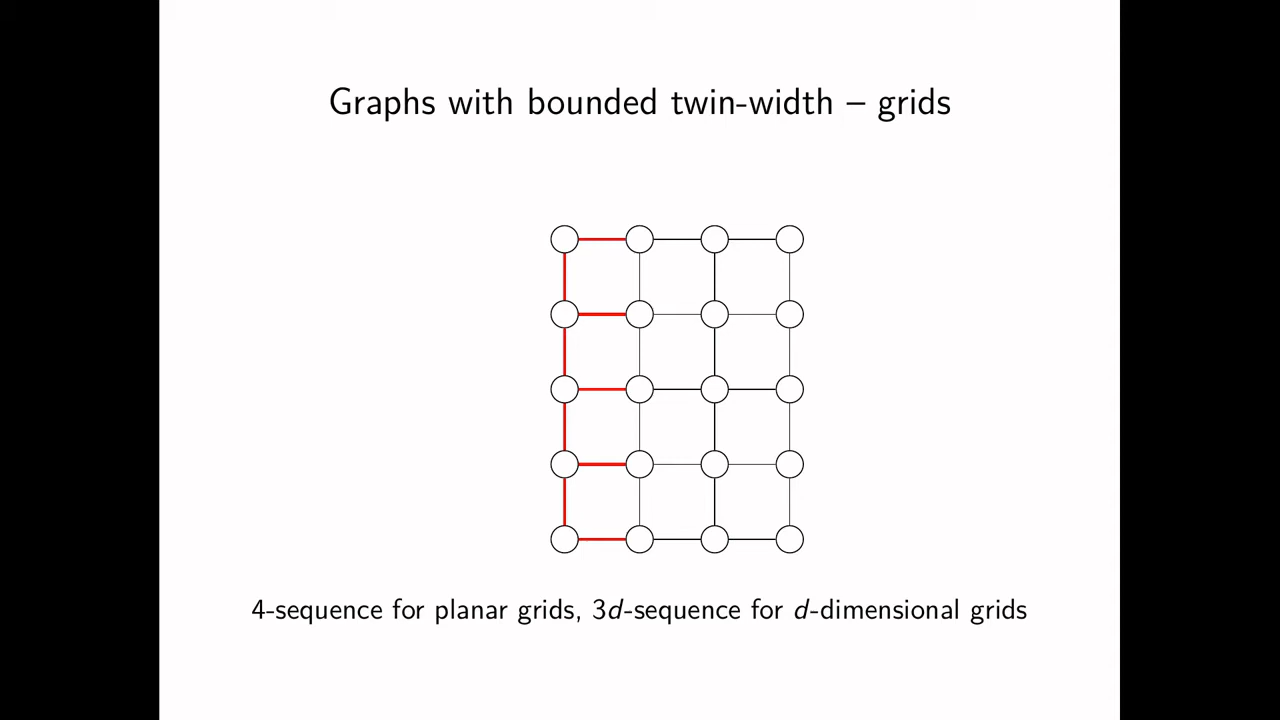 Graphs with bounded twin-width – grids
4-sequence for planar grids, 3d-sequence for d-dimensional grids